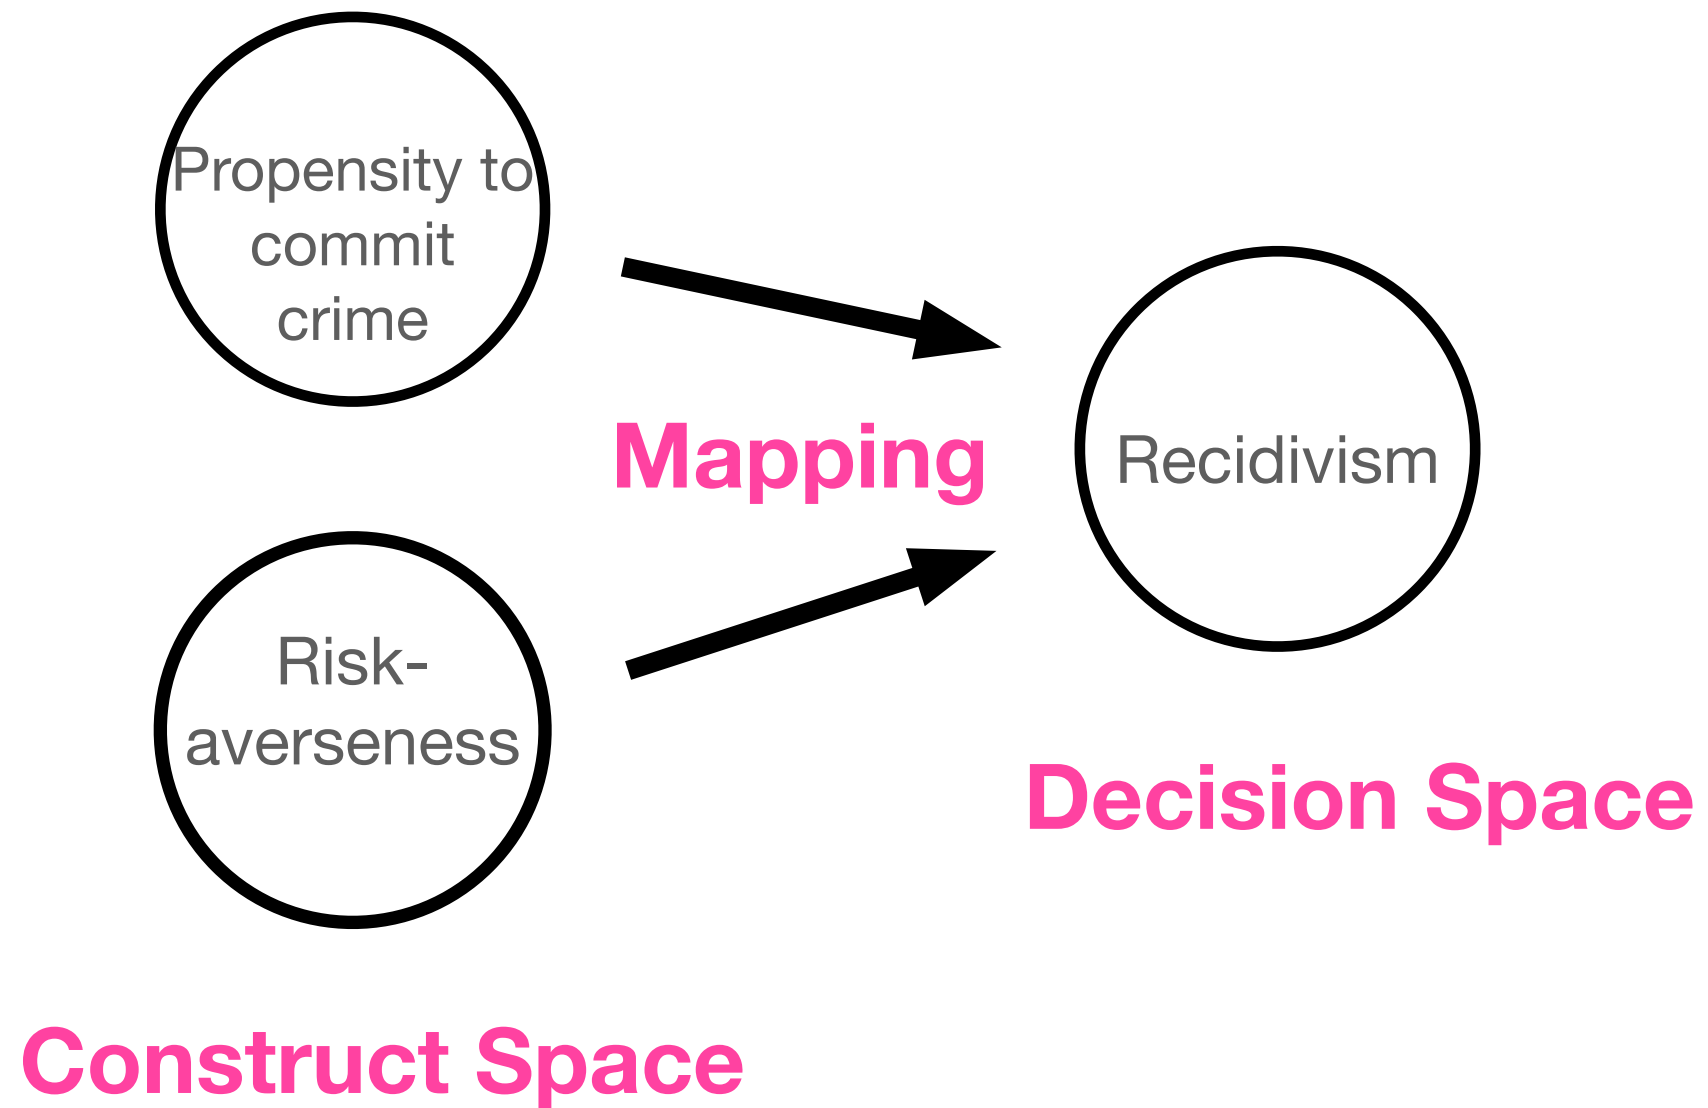 Propensity to
commit
crime
Mapping
Recidivism
Risk-
averseness
Decision Space
Construct Space